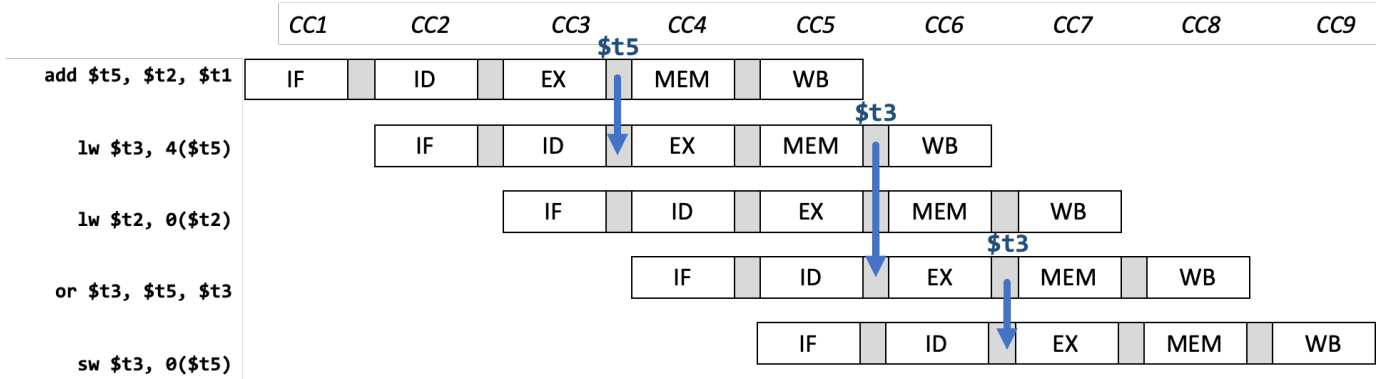 CC1 CC2 CC3 CC4 CC5 CC6 CC7 CC8 CC9
$t5
add $t5, $t2, $t1 IF ID EX MEM WB
$t3
lw $t3, 4($t5) IF ID EX MEM WB
lw $t2, 0($t2) IF ID EX MEM WB
$t3
or $t3, $t5, $t3 IF ID EX MEM WB
sw $t3, 0($t5) IF ID EX MEM WB